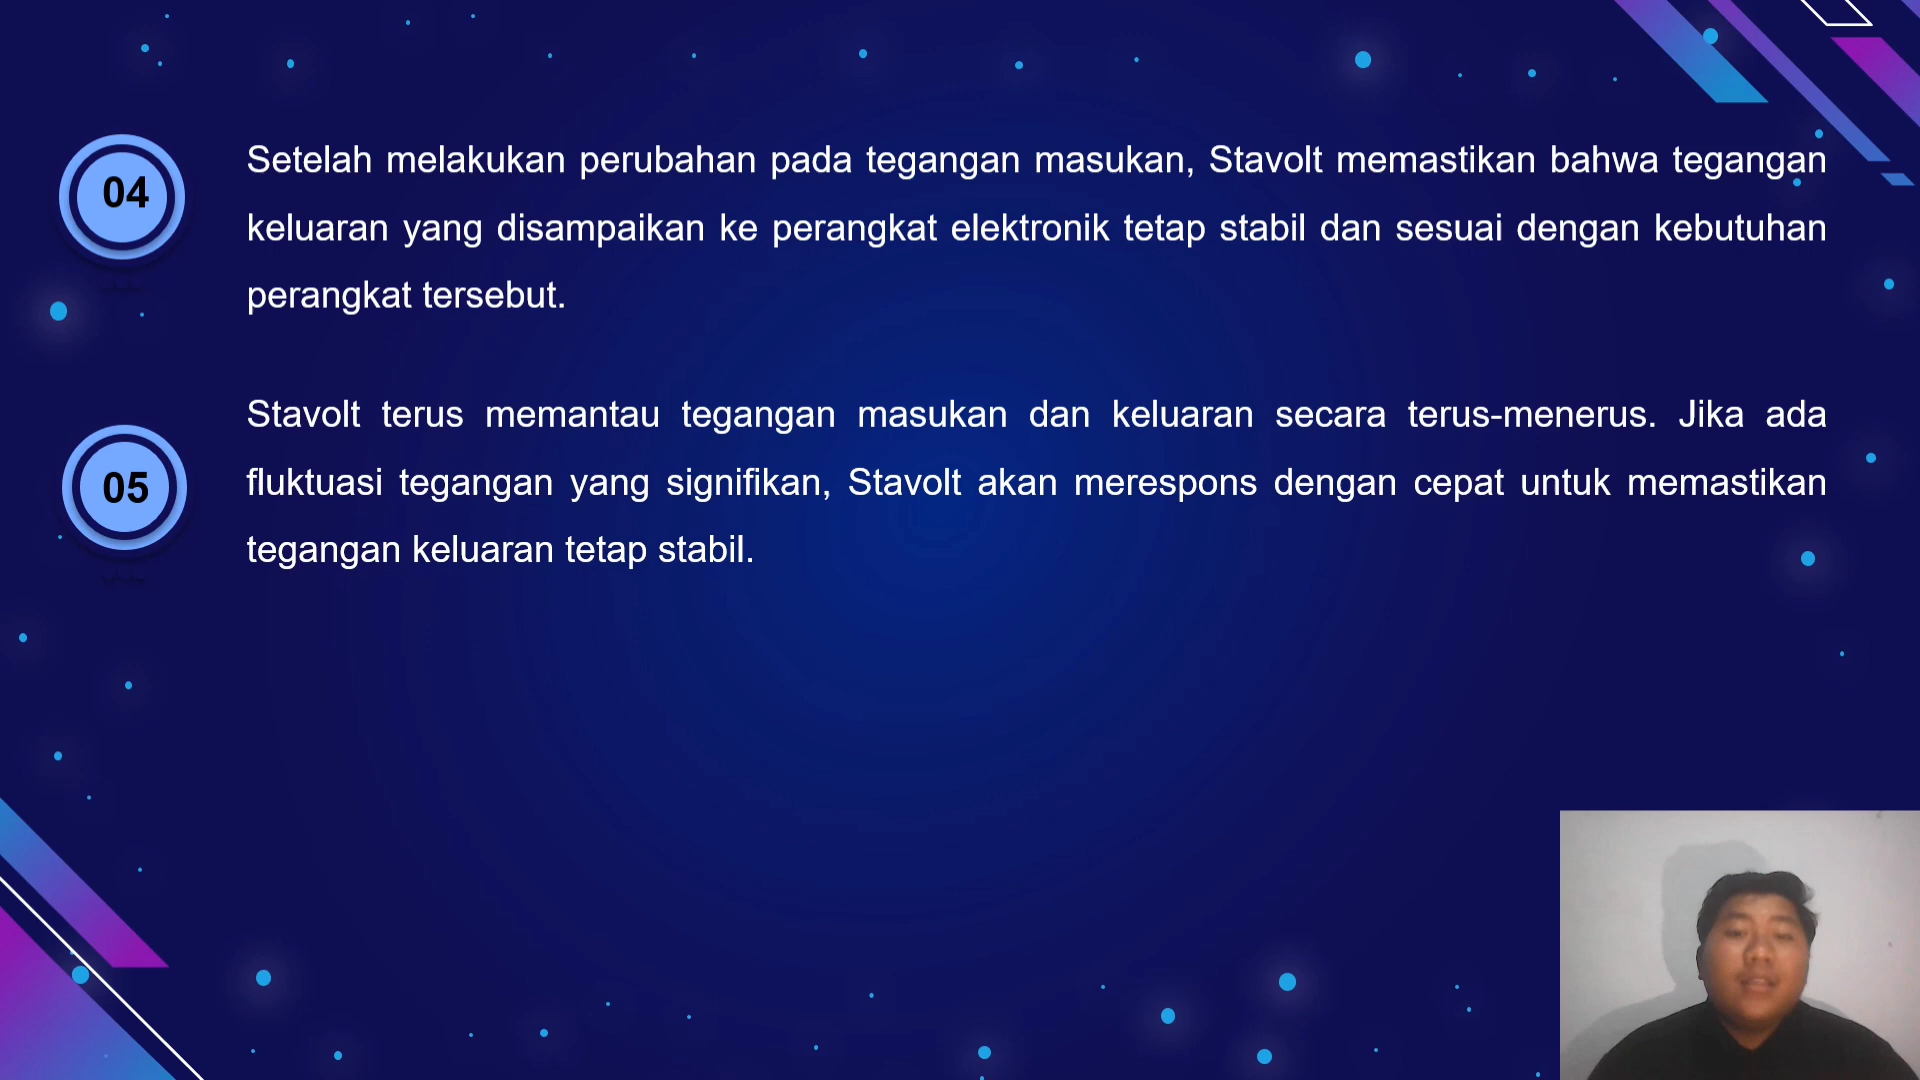 04
Setelah melakukan perubahan pada tegangan masukan, Stavolt memastikan bahwa tegangan
keluaran yang disampaikan ke perangkat elektronik tetap stabil dan sesuai dengan kebutuhan
perangkat tersebut.
05
Stavolt terus memantau tegangan masukan dan keluaran secara terus-menerus. Jika ada
fluktuasi tegangan yang signifikan, Stavolt akan merespons dengan cepat untuk memastikan
tegangan keluaran tetap stabil.